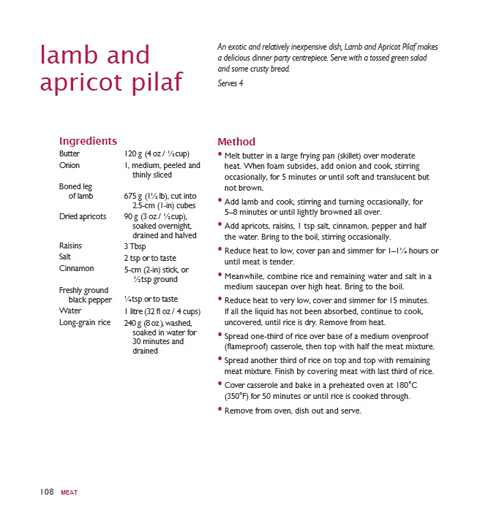 lamb and
apricot pilaf
An exotic and relatively inexpensive dish, Lamb and Apricot Pilaf makes
a delicious dinner party centrepiece. Serve with a tossed green salad
and some crusty bread.
Serves 4
Ingredients
Butter 120 g (4 oz / ½ cup)
Onion 1, medium, peeled and
thinly sliced
Boned leg
of lamb 675 g (1½ lb), cut into
2.5-cm (1-in) cubes
Dried apricots 90 g (3 oz / ½ cup),
soaked overnight,
drained and halved
Raisins 3 Tbsp
Salt 2 tsp or to taste
Cinnamon 5-cm (2-in) stick, or
½ tsp ground
Freshly ground
black pepper ¼ tsp or to taste
Water 1 litre (32 fl oz / 4 cups)
Long-grain rice 240 g (8 oz), washed,
soaked in water for
30 minutes and
drained
Method
• Melt butter in a large frying pan (skillet) over moderate
heat. When foam subsides, add onion and cook, stirring
occasionally, for 5 minutes or until soft and translucent but
not brown.
• Add lamb and cook, stirring and turning occasionally, for
5–8 minutes or until lightly browned all over.
• Add apricots, raisins, 1 tsp salt, cinnamon, pepper and half
the water. Bring to the boil, stirring occasionally.
• Reduce heat to low, cover pan and simmer for 1–1¼ hours or
until meat is tender.
• Meanwhile, combine rice and remaining water and salt in a
medium saucepan over high heat. Bring to the boil.
• Reduce heat to very low, cover and simmer for 15 minutes.
If all the liquid has not been absorbed, continue to cook,
uncovered, until rice is dry. Remove from heat.
• Spread one-third of rice over base of a medium ovenproof
(flameproof) casserole, then top with half the meat mixture.
• Spread another third of rice on top and top with remaining
meat mixture. Finish by covering meat with last third of rice.
• Cover casserole and bake in a preheated oven at 180°C
(350°F) for 50 minutes or until rice is cooked through.
• Remove from oven, dish out and serve.
108 MEAT